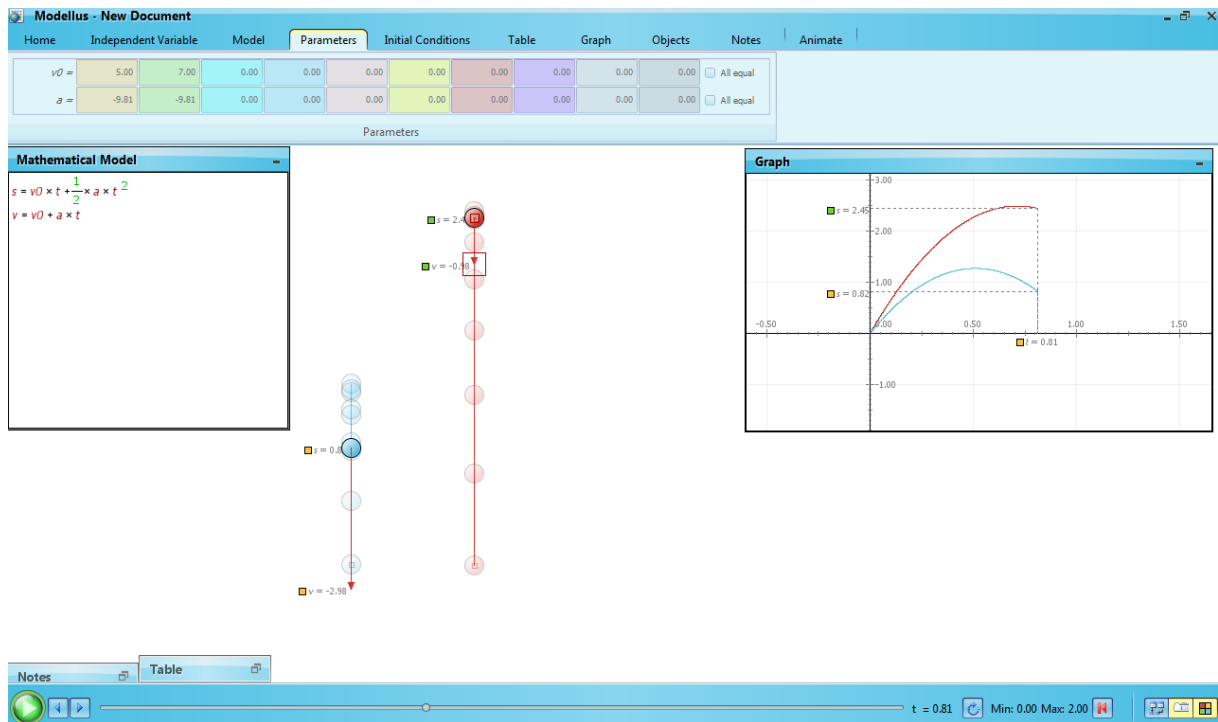 Modellus - New Document
Home Independent Variable Model Parameters Initial Conditions Table Graph Objects Notes Animate
v0 = 5.00 7.00 0.00 0.00 0.00 0.00 0.00 0.00 0.00 0.00 All equal
a = -9.81 -9.81 0.00 0.00 0.00 0.00 0.00 0.00 0.00 0.00 All equal
Parameters
Mathematical Model
s = v0 × t + 1/2 × a × t 2
v = v0 + a × t
s = 2.4
v = -0.98
s = 0.8
v = -2.98
Graph
3.00
s = 2.45
2.00
1.00
s = 0.82
-0.50 0.00 0.50 1.00 1.50
t = 0.81
-1.00
Notes
Table
t = 0.81 Min: 0.00 Max: 2.00